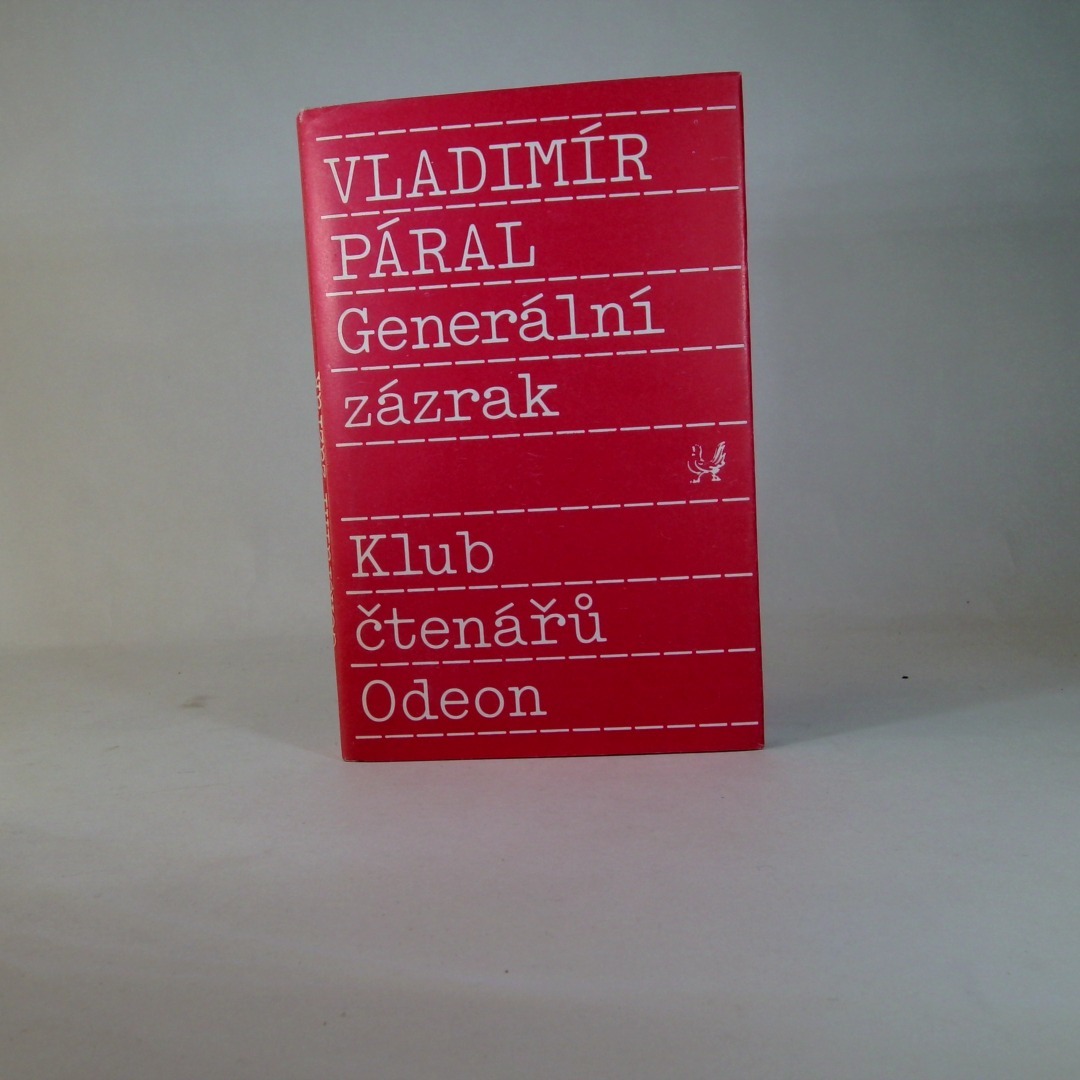 VLADIMÍR
PÁRAL
Generální
zázrak
Klub
čtenářů
Odeon